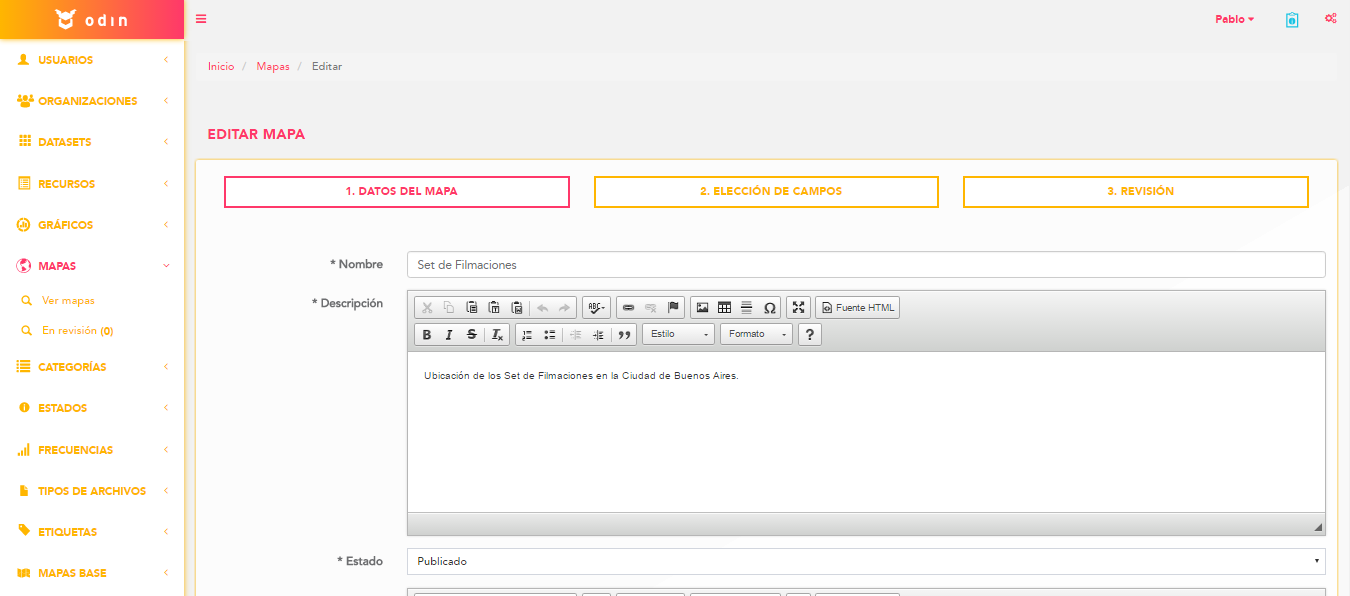 odın
Pablo
USUARIOS
Inicio / Mapas / Editar
ORGANIZACIONES
EDITAR MAPA
DATASETS
RECURSOS
1. DATOS DEL MAPA
2. ELECCIÓN DE CAMPOS
3. REVISIÓN
GRÁFICOS
MAPAS
* Nombre
Set de Filmaciones
Ver mapas
En revisión (0)
* Descripción
ABC
Ω
Fuente HTML
B I S Ix
Estilo
Formato
?
Ubicación de los Set de Filmaciones en la Ciudad de Buenos Aires.
CATEGORÍAS
ESTADOS
FRECUENCIAS
TIPOS DE ARCHIVOS
ETIQUETAS
* Estado
Publicado
MAPAS BASE